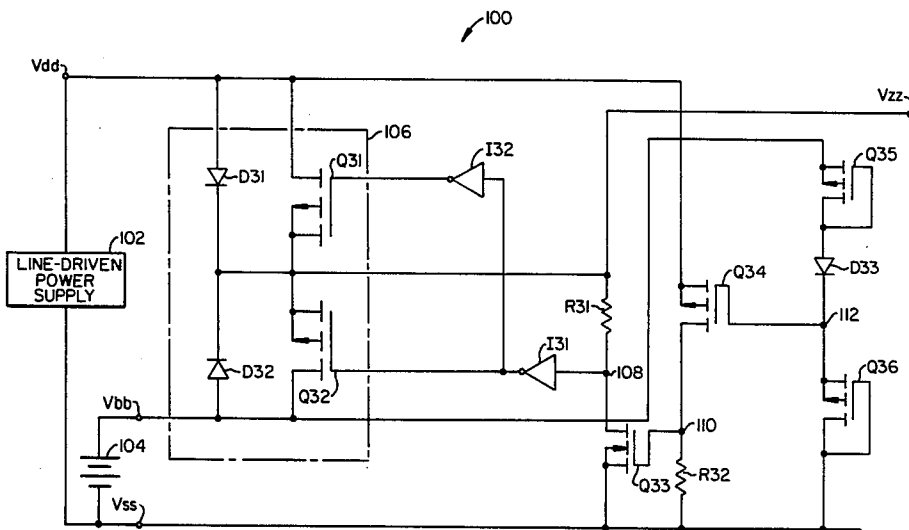 100
Vdd
Vzz
106
I32
Q31
Q35
D31
102
LINE-DRIVEN
POWER
SUPPLY
D33
Q34
R31
112
I31
D32
Q32
108
Q36
Vbb
110
104
Q33
R32
Vss